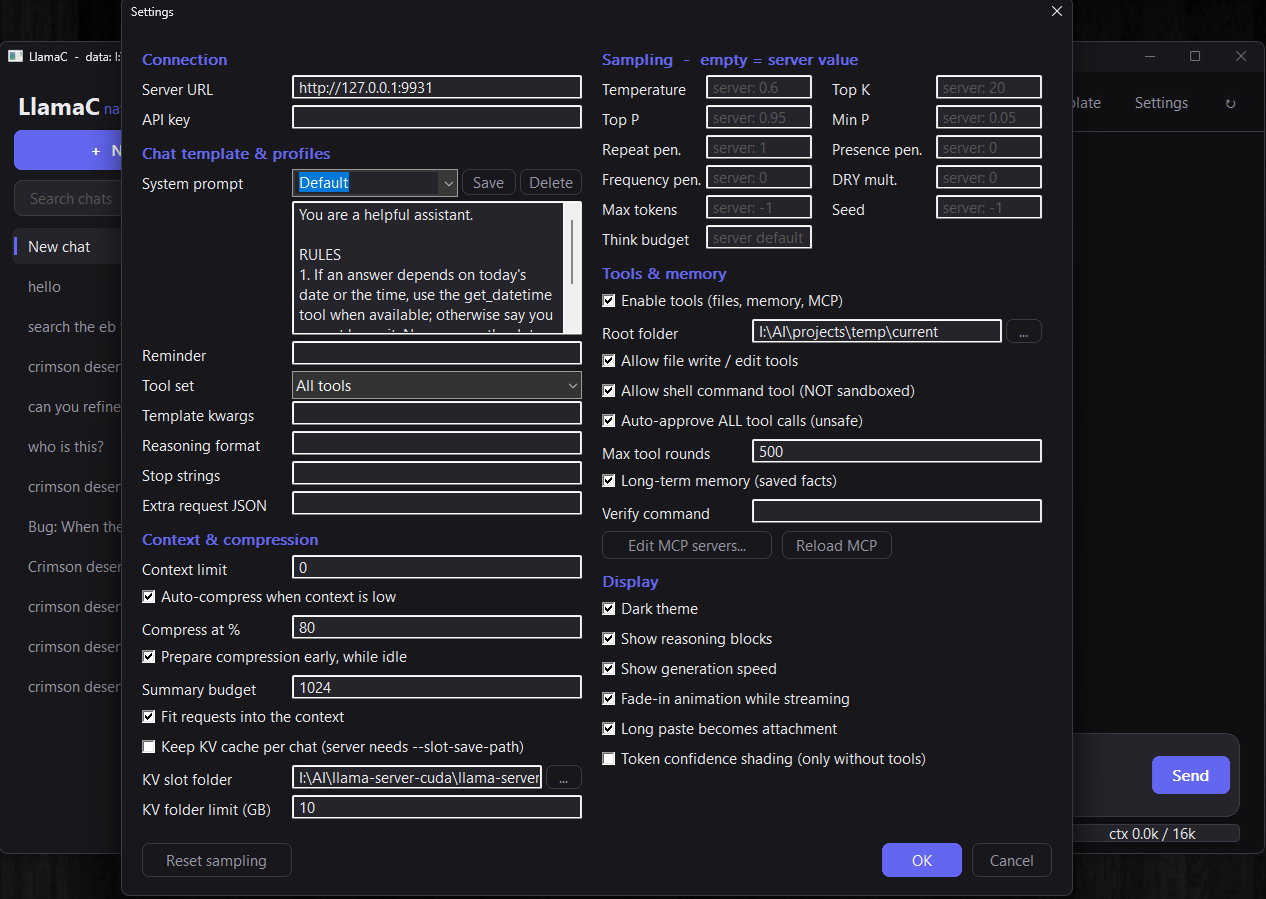 Settings
LlamaC - data: I:
LlamaC
+ N
Search chats
New chat
hello
search the eb
crimson deser
can you refine
who is this?
crimson deser
Bug: When the
Crimson deser
crimson deser
crimson deser
crimson deser
Connection
Server URL
http://127.0.0.1:9931
API key
Chat template & profiles
System prompt
Default
Save
Delete
You are a helpful assistant.
RULES
1. If an answer depends on today's
date or the time, use the get_datetime
tool when available; otherwise say you
Reminder
Tool set
All tools
Template kwargs
Reasoning format
Stop strings
Extra request JSON
Context & compression
Context limit
0
Auto-compress when context is low
Compress at %
80
Prepare compression early, while idle
Summary budget
1024
Fit requests into the context
Keep KV cache per chat (server needs --slot-save-path)
KV slot folder
I:\AI\llama-server-cuda\llama-server
...
KV folder limit (GB)
10
Reset sampling
Sampling - empty = server value
Temperature
server: 0.6
Top K
server: 20
Top P
server: 0.95
Min P
server: 0.05
Repeat pen.
server: 1
Presence pen.
server: 0
Frequency pen.
server: 0
DRY mult.
server: 0
Max tokens
server: -1
Seed
server: -1
Think budget
server default
Tools & memory
Enable tools (files, memory, MCP)
Root folder
I:\AI\projects\temp\current
...
Allow file write / edit tools
Allow shell command tool (NOT sandboxed)
Auto-approve ALL tool calls (unsafe)
Max tool rounds
500
Long-term memory (saved facts)
Verify command
Edit MCP servers...
Reload MCP
Display
Dark theme
Show reasoning blocks
Show generation speed
Fade-in animation while streaming
Long paste becomes attachment
Token confidence shading (only without tools)
OK
Cancel
plate
Settings
Send
ctx 0.0k / 16k